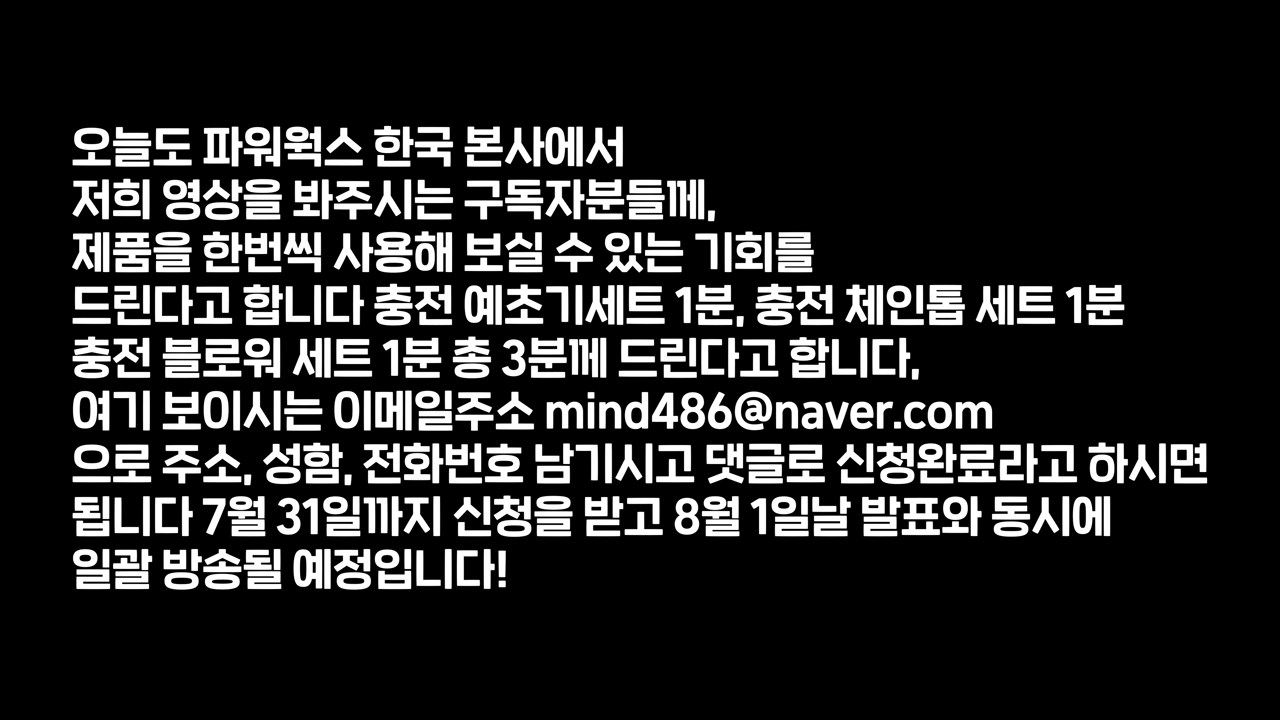 오늘도 파워웍스 한국 본사에서
저희 영상을 봐주시는 구독자분들께,
제품을 한번씩 사용해 보실 수 있는 기회를
드린다고 합니다 충전 예초기세트 1분, 충전 체인톱 세트 1분
충전 블로워 세트 1분 총 3분께 드린다고 합니다,
여기 보이시는 이메일주소 mind486@naver.com
으로 주소, 성함, 전화번호 남기시고 댓글로 신청완료라고 하시면
됩니다 7월 31일까지 신청을 받고 8월 1일날 발표와 동시에
일괄 방송될 예정입니다!